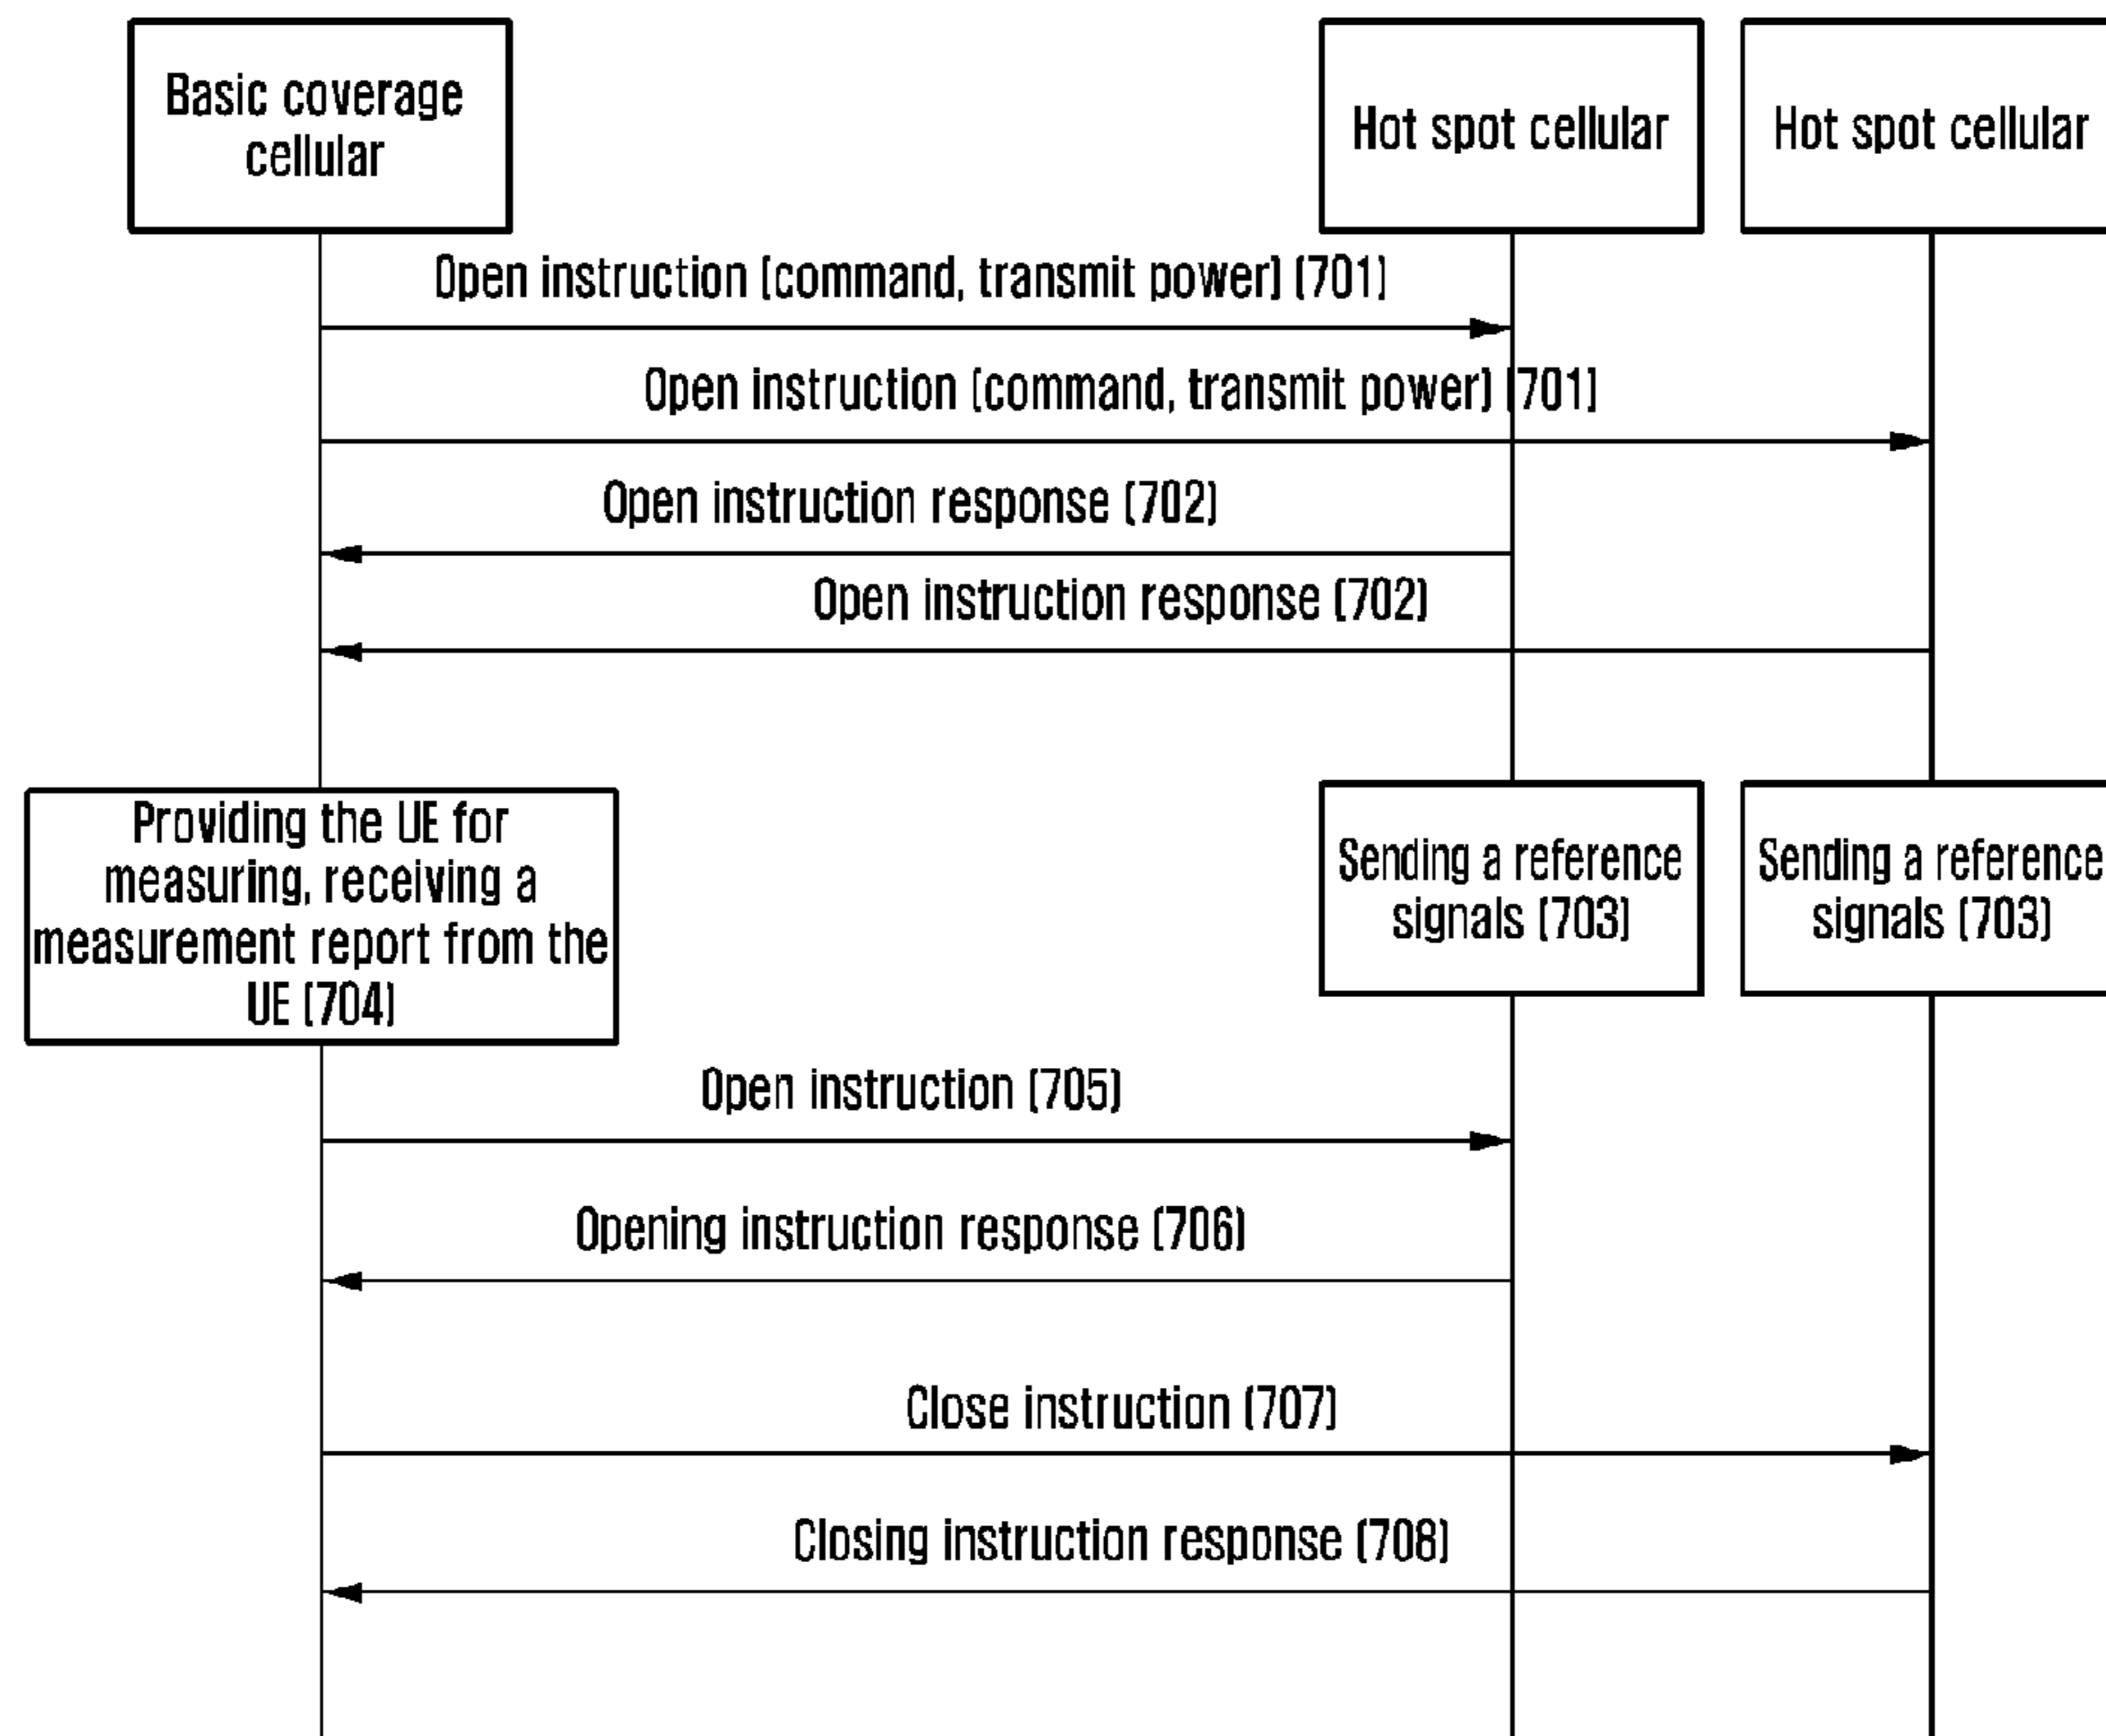 Basic coverage
cellular
Hot spot cellular
Hot spot cellular
Open instruction (command, transmit power) (701)
Open instruction (command, transmit power) (701)
Open instruction response (702)
Open instruction response (702)
Providing the UE for
measuring, receiving a
measurement report from the
UE (704)
Sending a reference
signals (703)
Sending a reference
signals (703)
Open instruction (705)
Opening instruction response (706)
Close instruction (707)
Closing instruction response (708)